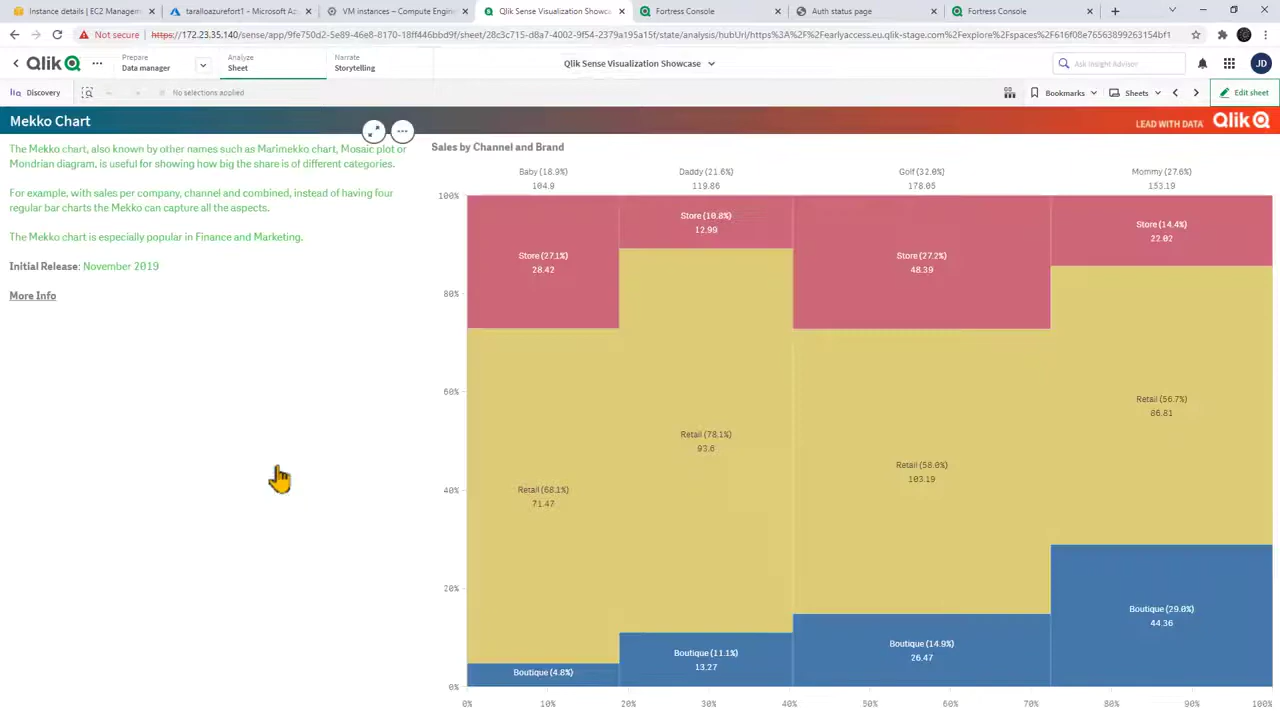 Instance details | EC2 Managem
taralloazurefort1 - Microsoft Az
VM instances – Compute Engine
Qlik Sense Visualization Showca
Fortress Console
Auth status page
Fortress Console
Not secure
https://172.23.35.140/sense/app/9fe750d2-5e89-46e8-8170-18ff446bbd9f/sheet/28c3c715-d8a7-4002-9f54-2379a195a15f/state/analysis/hubUrl/https%3A%2F%2Fearlyaccess.eu.qlik-stage.com%2Fexplore%2Fspaces%2F616f08e76563899263154bf1
Qlik
Prepare
Data manager
Analyze
Sheet
Narrate
Storytelling
Qlik Sense Visualization Showcase
Ask Insight Advisor
JD
Discovery
No selections applied
Bookmarks
Sheets
Edit sheet
Mekko Chart
LEAD WITH DATA
Qlik
The Mekko chart, also known by other names such as Marimekko chart, Mosaic plot or
Mondrian diagram, is useful for showing how big the share is of different categories.
For example, with sales per company, channel and combined, instead of having four
regular bar charts the Mekko can capture all the aspects.
The Mekko chart is especially popular in Finance and Marketing.
Initial Release: November 2019
More Info
Sales by Channel and Brand
Baby (18.9%)
104.9
Daddy (21.6%)
119.86
Golf (32.0%)
178.05
Mommy (27.6%)
153.19
100%
80%
60%
40%
20%
0%
Store (27.1%)
28.42
Store (10.8%)
12.99
Store (27.2%)
48.39
Store (14.4%)
22.02
Retail (68.1%)
71.47
Retail (78.1%)
93.6
Retail (58.0%)
103.19
Retail (56.7%)
86.81
Boutique (4.8%)
Boutique (11.1%)
13.27
Boutique (14.9%)
26.47
Boutique (29.0%)
44.36
0%
10%
20%
30%
40%
50%
60%
70%
80%
90%
100%